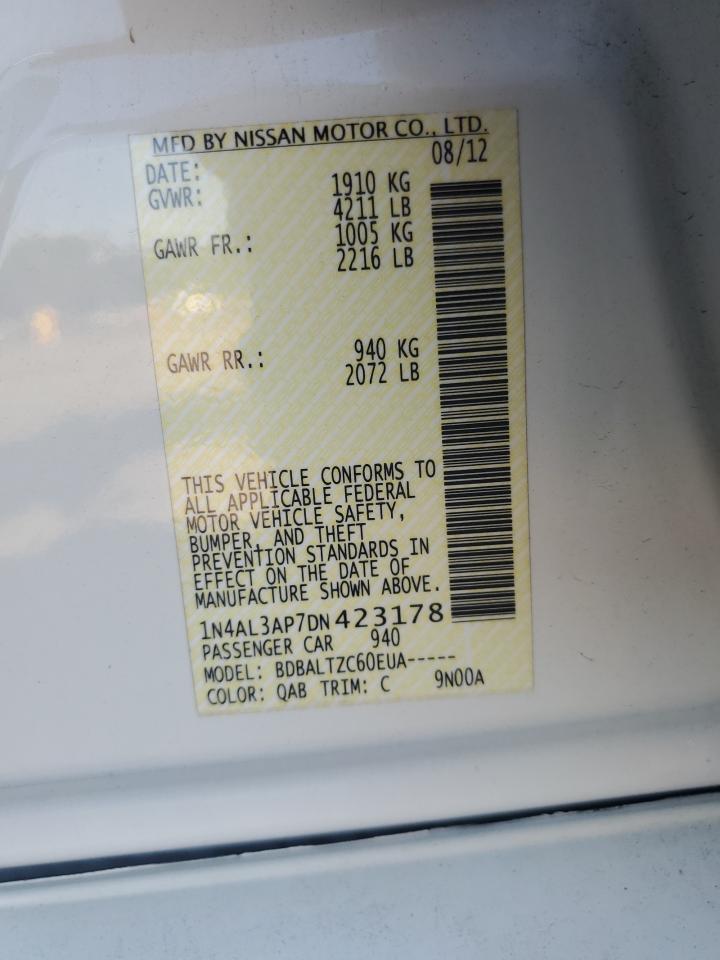 MFD BY NISSAN MOTOR CO., LTD.
DATE: 08/12
GVWR: 1910 KG
4211 LB
GAWR FR.: 1005 KG
2216 LB
GAWR RR.: 940 KG
2072 LB
THIS VEHICLE CONFORMS TO
ALL APPLICABLE FEDERAL
MOTOR VEHICLE SAFETY,
BUMPER, AND THEFT
PREVENTION STANDARDS IN
EFFECT ON THE DATE OF
MANUFACTURE SHOWN ABOVE.
1N4AL3AP7DN423178
PASSENGER CAR 940
MODEL: BDBALTZC60EUA-----
COLOR: QAB TRIM: C 9N00A